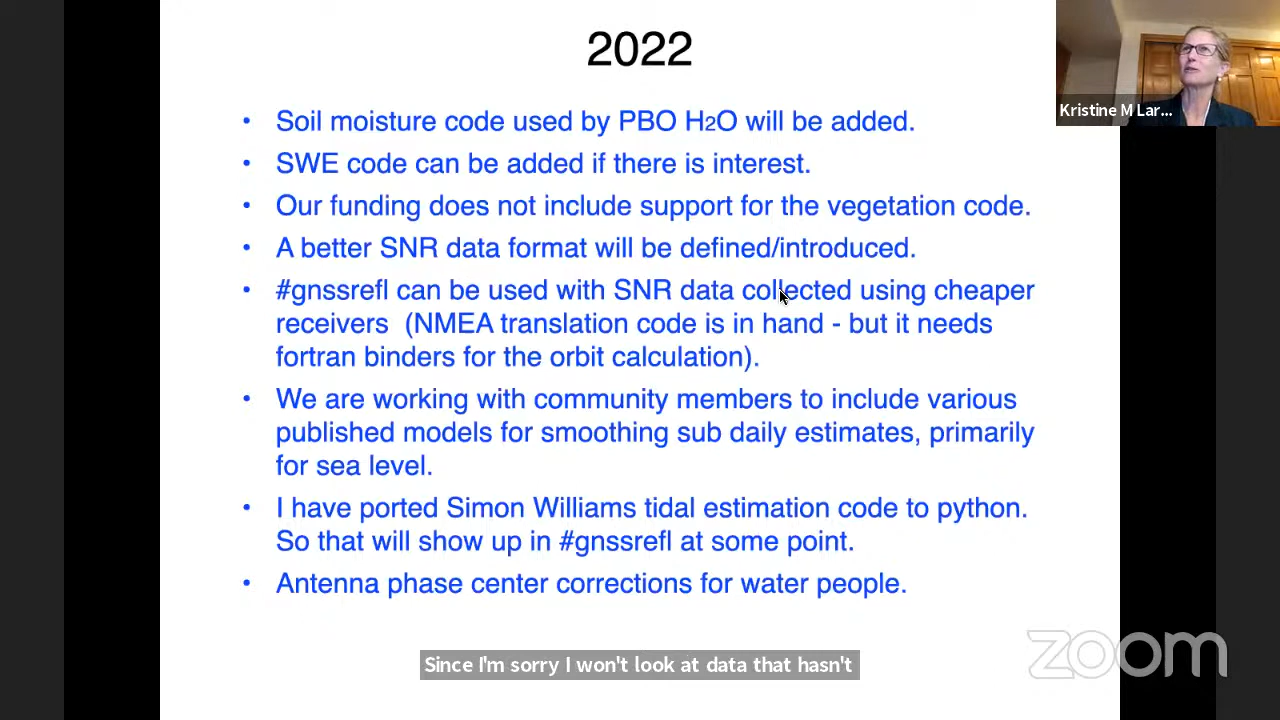 2022
Kristine M Lar...
• Soil moisture code used by PBO H2O will be added.
• SWE code can be added if there is interest.
• Our funding does not include support for the vegetation code.
• A better SNR data format will be defined/introduced.
• #gnssrefl can be used with SNR data collected using cheaper
receivers (NMEA translation code is in hand - but it needs
fortran binders for the orbit calculation).
• We are working with community members to include various
published models for smoothing sub daily estimates, primarily
for sea level.
• I have ported Simon Williams tidal estimation code to python.
So that will show up in #gnssrefl at some point.
• Antenna phase center corrections for water people.
zoom
Since I'm sorry I won't look at data that hasn't